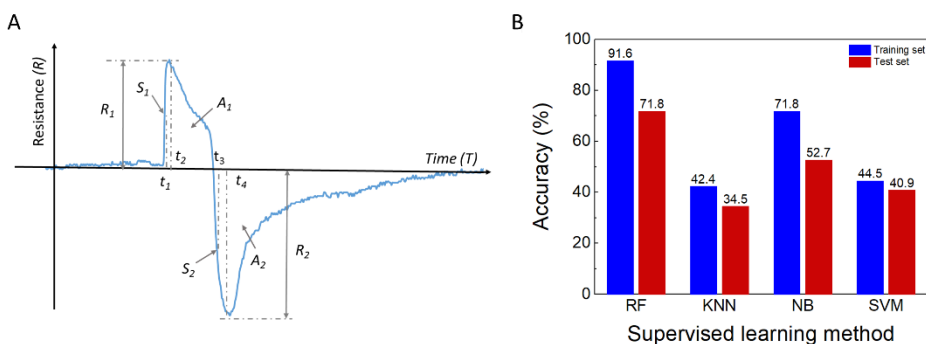 A
Resistance (R)
R1
S1
A1
t1
t2
t3
t4
Time (T)
S2
A2
R2
B
Accuracy (%)
100
80
60
40
20
0
Training set
Test set
91.6
71.8
42.4
34.5
71.8
52.7
44.5
40.9
RF KNN NB SVM
Supervised learning method